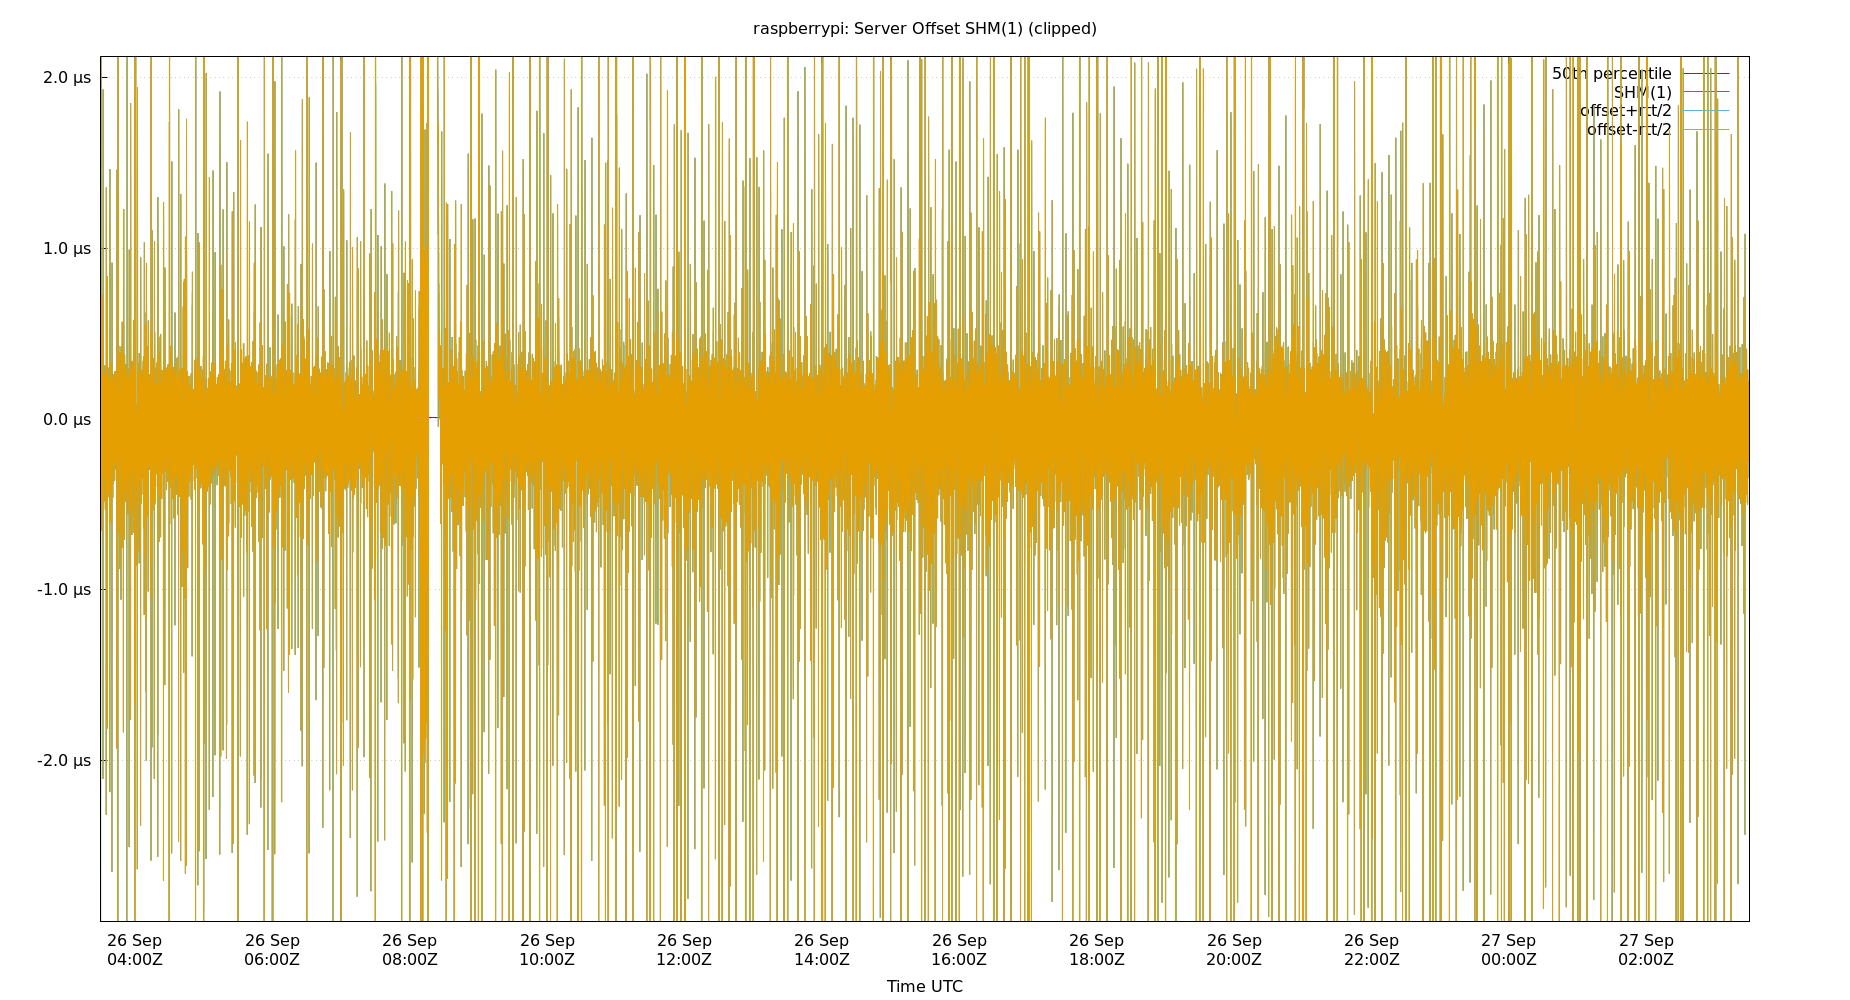 raspberrypi: Server Offset SHM(1) (clipped)
2.0 µs
1.0 µs
0.0 µs
-1.0 µs
-2.0 µs
50th percentile
SHM(1)
offset+rtt/2
offset-rtt/2
26 Sep 26 Sep 26 Sep 26 Sep 26 Sep 26 Sep 26 Sep 26 Sep 26 Sep 26 Sep 27 Sep 27 Sep
04:00Z 06:00Z 08:00Z 10:00Z 12:00Z 14:00Z 16:00Z 18:00Z 20:00Z 22:00Z 00:00Z 02:00Z
Time UTC